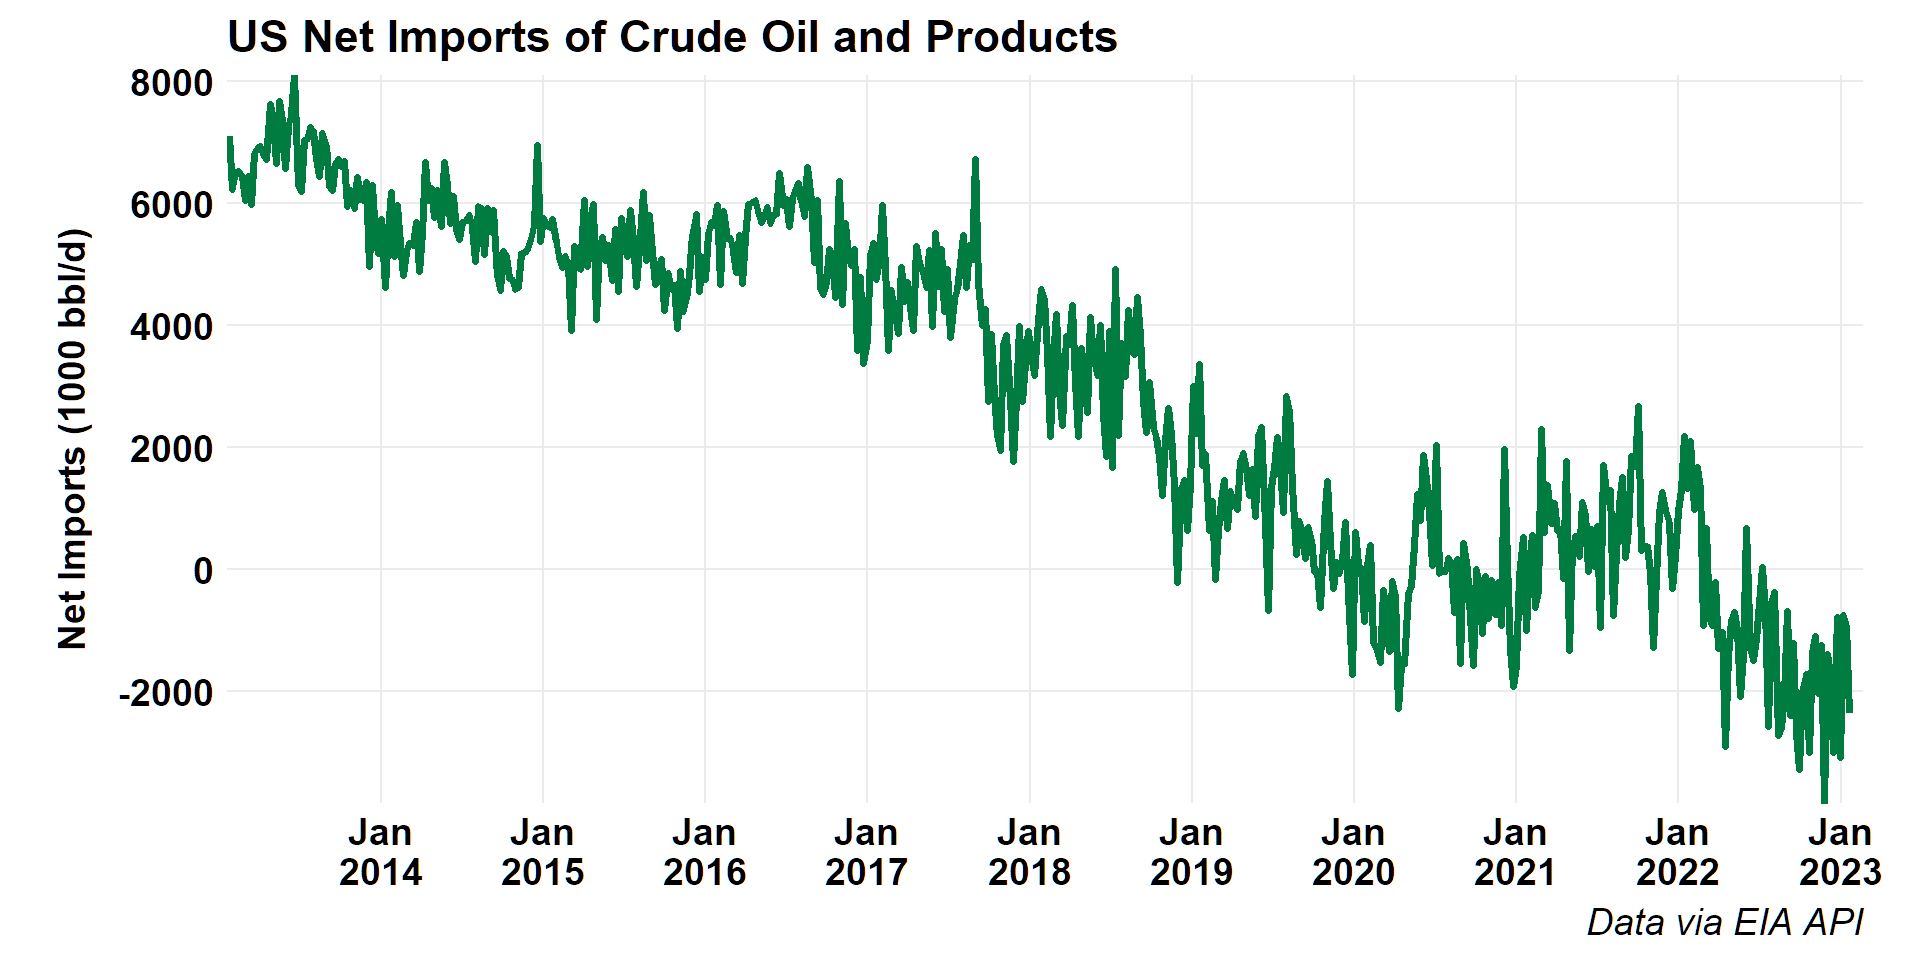 US Net Imports of Crude Oil and Products
Net Imports (1000 bbl/d)
8000
6000
4000
2000
0
-2000
Jan Jan Jan Jan Jan Jan Jan Jan Jan Jan
2014 2015 2016 2017 2018 2019 2020 2021 2022 2023
Data via EIA API